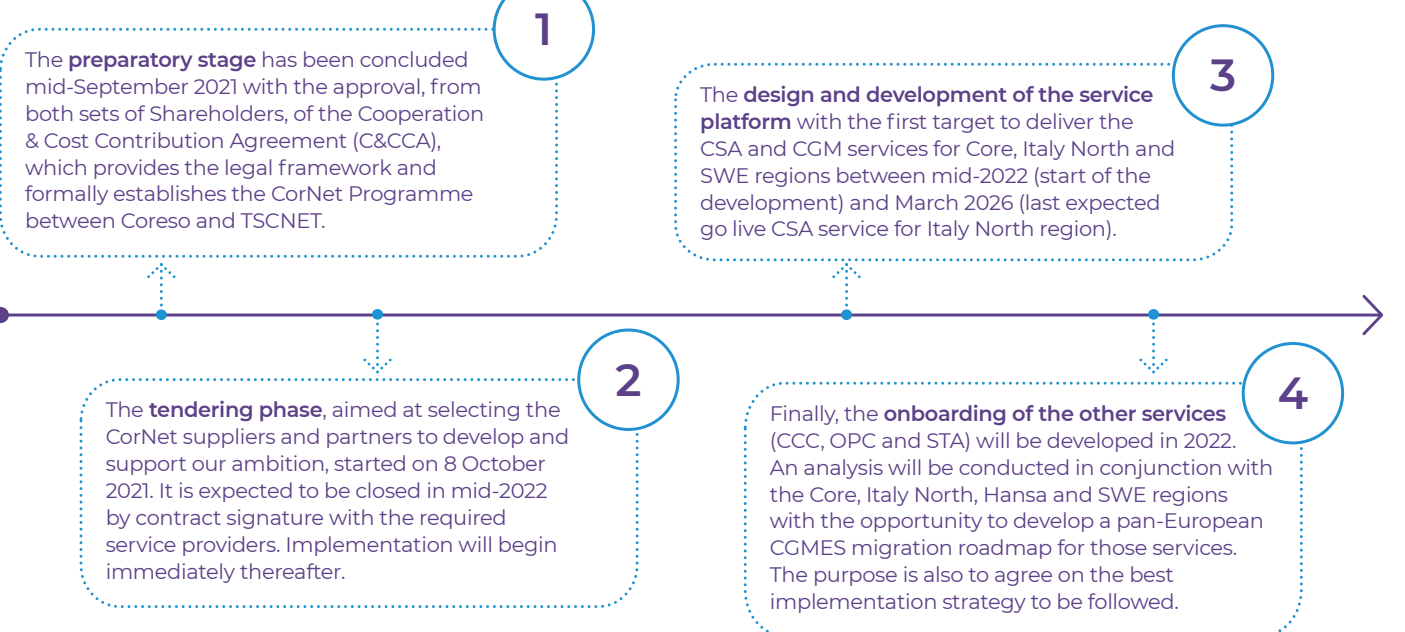 1
The preparatory stage has been concluded
mid-September 2021 with the approval, from
both sets of Shareholders, of the Cooperation
& Cost Contribution Agreement (C&CCA),
which provides the legal framework and
formally establishes the CorNet Programme
between Coreso and TSCNET.
2
The tendering phase, aimed at selecting the
CorNet suppliers and partners to develop and
support our ambition, started on 8 October
2021. It is expected to be closed in mid-2022
by contract signature with the required
service providers. Implementation will begin
immediately thereafter.
3
The design and development of the service
platform with the first target to deliver the
CSA and CGM services for Core, Italy North and
SWE regions between mid-2022 (start of the
development) and March 2026 (last expected
go live CSA service for Italy North region).
4
Finally, the onboarding of the other services
(CCC, OPC and STA) will be developed in 2022.
An analysis will be conducted in conjunction with
the Core, Italy North, Hansa and SWE regions
with the opportunity to develop a pan-European
CGMES migration roadmap for those services.
The purpose is also to agree on the best
implementation strategy to be followed.